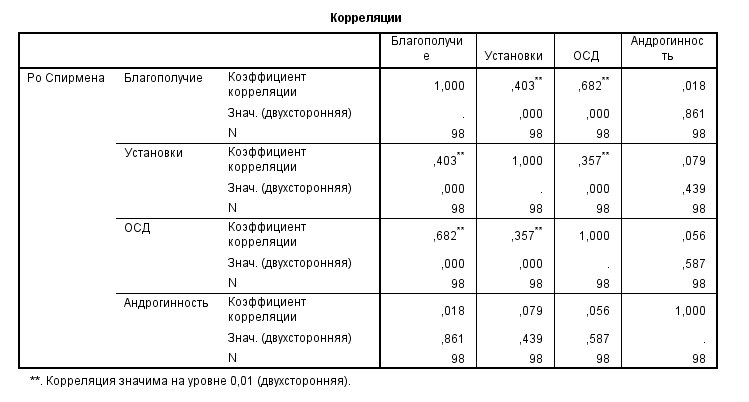 Корреляции
Благополучи
е
Установки
ОСД
Андрогиннос
ть
Ро Спирмена
Благополучие
Коэффициент
корреляции
1,000
,403**
,682**
,018
Знач. (двухсторонняя)
.
,000
,000
,861
N
98
98
98
98
Установки
Коэффициент
корреляции
,403**
1,000
,357**
,079
Знач. (двухсторонняя)
,000
.
,000
,439
N
98
98
98
98
ОСД
Коэффициент
корреляции
,682**
,357**
1,000
,056
Знач. (двухсторонняя)
,000
,000
.
,587
N
98
98
98
98
Андрогинность
Коэффициент
корреляции
,018
,079
,056
1,000
Знач. (двухсторонняя)
,861
,439
,587
.
N
98
98
98
98
**. Корреляция значима на уровне 0,01 (двухсторонняя).